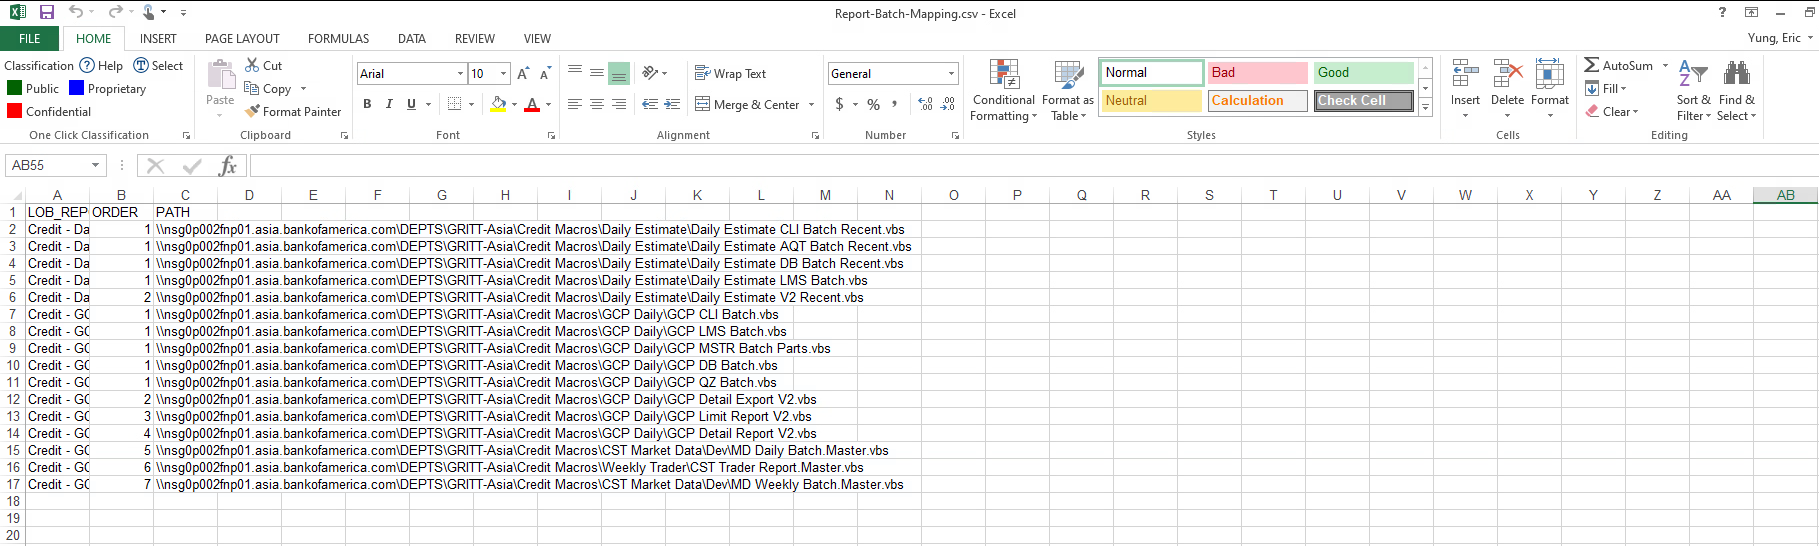 Report-Batch-Mapping.csv - Excel
FILE HOME INSERT PAGE LAYOUT FORMULAS DATA REVIEW VIEW Yung, Eric
Classification Help Select
Public Proprietary
Confidential
One Click Classification
Paste
Cut
Copy
Format Painter
Clipboard
Arial 10
B I U
Font
Wrap Text
Merge & Center
Alignment
General
$ % ,
Number
Conditional Formatting
Format as Table
Normal Bad Good
Neutral Calculation Check Cell
Styles
Insert Delete Format
Cells
AutoSum
Fill
Clear
Sort & Filter
Find & Select
Editing
AB55 fx
A B C D E F G H I J K L M N O P Q R S T U V W X Y Z AA AB
1 LOB_REP ORDER PATH
2 Credit - Da 1 \\nsg0p002fnp01.asia.bankofamerica.com\DEPTS\GRITT-Asia\Credit Macros\Daily Estimate\Daily Estimate CLI Batch Recent.vbs
3 Credit - Da 1 \\nsg0p002fnp01.asia.bankofamerica.com\DEPTS\GRITT-Asia\Credit Macros\Daily Estimate\Daily Estimate AQT Batch Recent.vbs
4 Credit - Da 1 \\nsg0p002fnp01.asia.bankofamerica.com\DEPTS\GRITT-Asia\Credit Macros\Daily Estimate\Daily Estimate DB Batch Recent.vbs
5 Credit - Da 1 \\nsg0p002fnp01.asia.bankofamerica.com\DEPTS\GRITT-Asia\Credit Macros\Daily Estimate\Daily Estimate LMS Batch.vbs
6 Credit - Da 2 \\nsg0p002fnp01.asia.bankofamerica.com\DEPTS\GRITT-Asia\Credit Macros\Daily Estimate\Daily Estimate V2 Recent.vbs
7 Credit - GC 1 \\nsg0p002fnp01.asia.bankofamerica.com\DEPTS\GRITT-Asia\Credit Macros\GCP Daily\GCP CLI Batch.vbs
8 Credit - GC 1 \\nsg0p002fnp01.asia.bankofamerica.com\DEPTS\GRITT-Asia\Credit Macros\GCP Daily\GCP LMS Batch.vbs
9 Credit - GC 1 \\nsg0p002fnp01.asia.bankofamerica.com\DEPTS\GRITT-Asia\Credit Macros\GCP Daily\GCP MSTR Batch Parts.vbs
10 Credit - GC 1 \\nsg0p002fnp01.asia.bankofamerica.com\DEPTS\GRITT-Asia\Credit Macros\GCP Daily\GCP DB Batch.vbs
11 Credit - GC 1 \\nsg0p002fnp01.asia.bankofamerica.com\DEPTS\GRITT-Asia\Credit Macros\GCP Daily\GCP QZ Batch.vbs
12 Credit - GC 2 \\nsg0p002fnp01.asia.bankofamerica.com\DEPTS\GRITT-Asia\Credit Macros\GCP Daily\GCP Detail Export V2.vbs
13 Credit - GC 3 \\nsg0p002fnp01.asia.bankofamerica.com\DEPTS\GRITT-Asia\Credit Macros\GCP Daily\GCP Limit Report V2.vbs
14 Credit - GC 4 \\nsg0p002fnp01.asia.bankofamerica.com\DEPTS\GRITT-Asia\Credit Macros\GCP Daily\GCP Detail Report V2.vbs
15 Credit - GC 5 \\nsg0p002fnp01.asia.bankofamerica.com\DEPTS\GRITT-Asia\Credit Macros\CST Market Data\Dev\MD Daily Batch.Master.vbs
16 Credit - GC 6 \\nsg0p002fnp01.asia.bankofamerica.com\DEPTS\GRITT-Asia\Credit Macros\Weekly Trader\CST Trader Report.Master.vbs
17 Credit - GC 7 \\nsg0p002fnp01.asia.bankofamerica.com\DEPTS\GRITT-Asia\Credit Macros\CST Market Data\Dev\MD Weekly Batch.Master.vbs
18
19
20